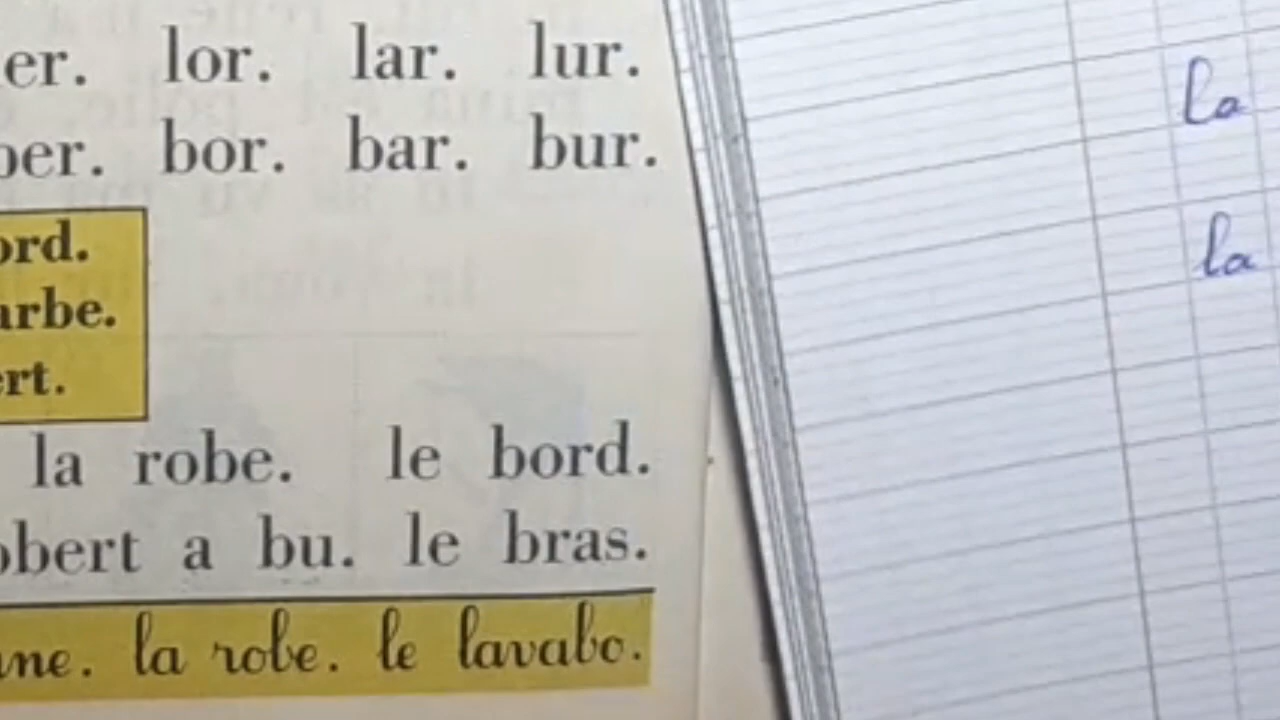 er. lor. lar. lur.
ber. bor. bar. bur.
ord.
arbe.
ert.
la robe. le bord.
obert a bu. le bras.
ne. la robe. le lavabo.
la
la